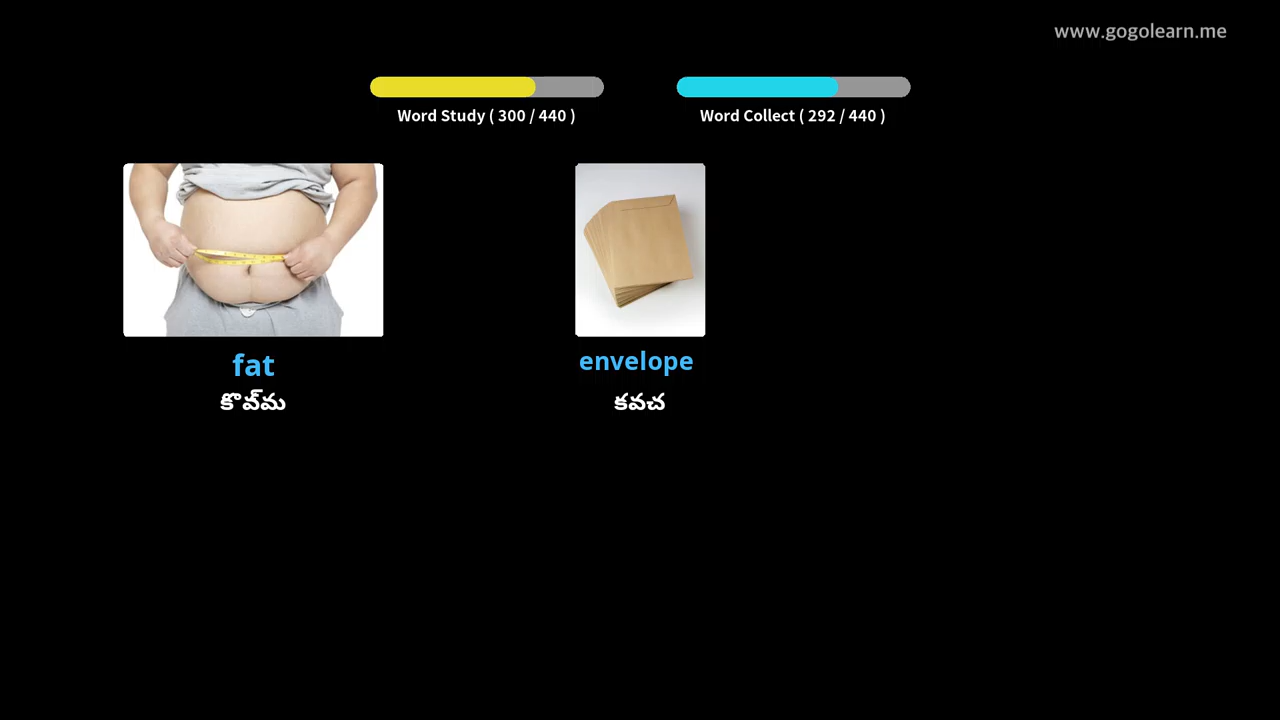 www.gogolearn.me
Word Study ( 300 / 440 )
Word Collect ( 292 / 440 )
fat
envelope
కొవ్‌మ
కవచ